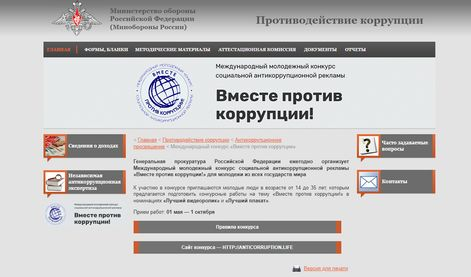 Министерство обороны
Российской Федерации
(Минобороны России)
Противодействие коррупции
ГЛАВНАЯ
ФОРМЫ, БЛАНКИ
МЕТОДИЧЕСКИЕ МАТЕРИАЛЫ
АТТЕСТАЦИОННАЯ КОМИССИЯ
ДОКУМЕНТЫ
ОТЧЕТЫ
ВМЕСТЕ
ПРОТИВ КОРРУПЦИИ!
Международный молодежный конкурс
социальной антикоррупционной рекламы
Вместе против
коррупции!
Сведения о доходах
Независимая
антикоррупционная
экспертиза
Вместе против
коррупции!
< Главная < Противодействие коррупции < Антикоррупционное
просвещение < Международный конкурс «Вместе против коррупции»
Генеральная прокуратура Российской Федерации ежегодно организует
Международный молодежный конкурс социальной антикоррупционной рекламы
«Вместе против коррупции!» для молодежи из всех государств мира
К участию в конкурсе приглашаются молодые люди в возрасте от 14 до 35 лет, которым
предлагается подготовить конкурсные работы на тему «Вместе против коррупции!» в
номинациях «Лучший видеоролик» и «Лучший плакат».
Прием работ: 01 мая — 1 октября
Правила конкурса
Сайт конкурса — HTTP://ANTICORRUPTION.LIFE
Версия для печати
Часто задаваемые
вопросы
Контакты